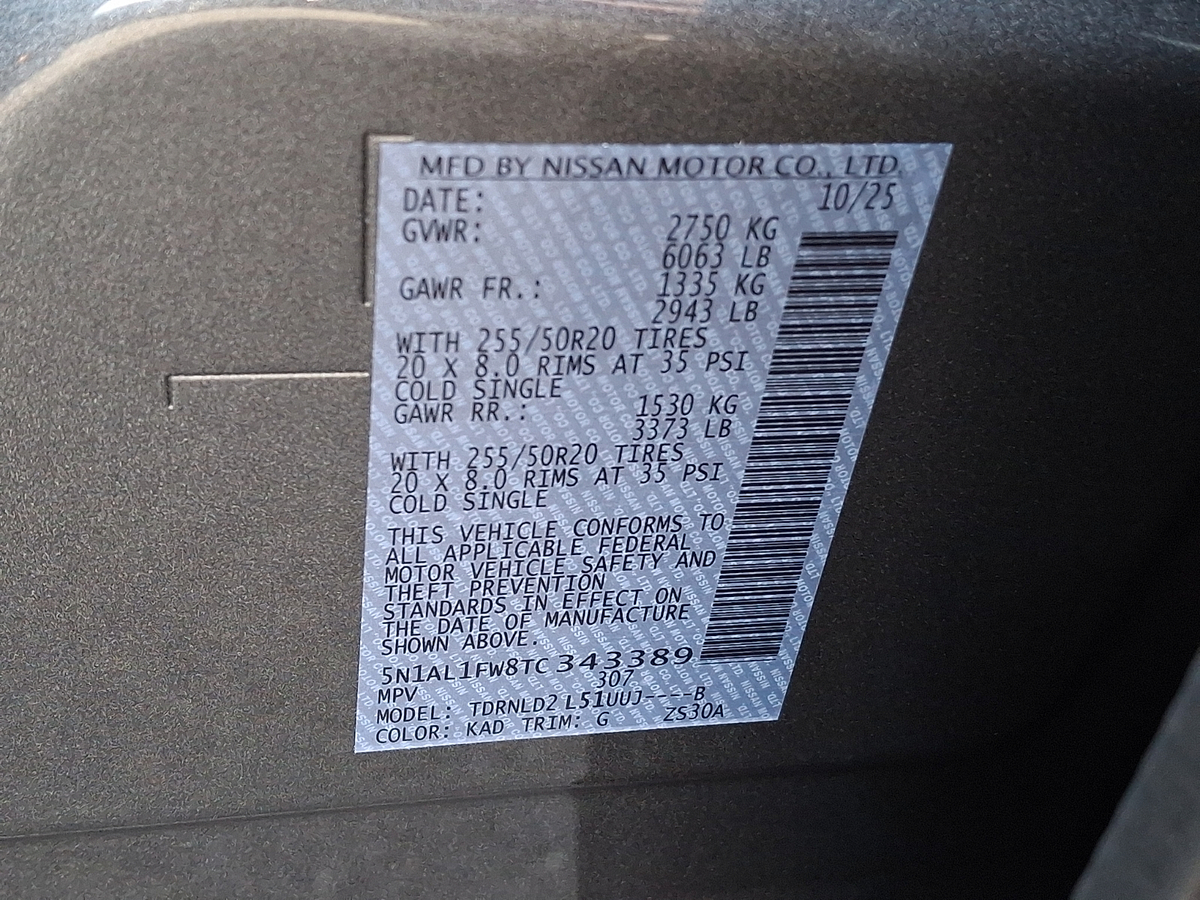 MFD BY NISSAN MOTOR CO., LTD.
DATE: 10/25
GVWR: 2750 KG
6063 LB
GAWR FR.: 1335 KG
2943 LB
WITH 255/50R20 TIRES
20 X 8.0 RIMS AT 35 PSI
COLD SINGLE
GAWR RR.: 1530 KG
3373 LB
WITH 255/50R20 TIRES
20 X 8.0 RIMS AT 35 PSI
COLD SINGLE
THIS VEHICLE CONFORMS TO
ALL APPLICABLE FEDERAL
MOTOR VEHICLE SAFETY AND
THEFT PREVENTION
STANDARDS IN EFFECT ON
THE DATE OF MANUFACTURE
SHOWN ABOVE.
5N1AL1FW8TC343389
MPV 307
MODEL: TDRNLD2 L51UUJ----B
COLOR: KAD TRIM: G ZS30A